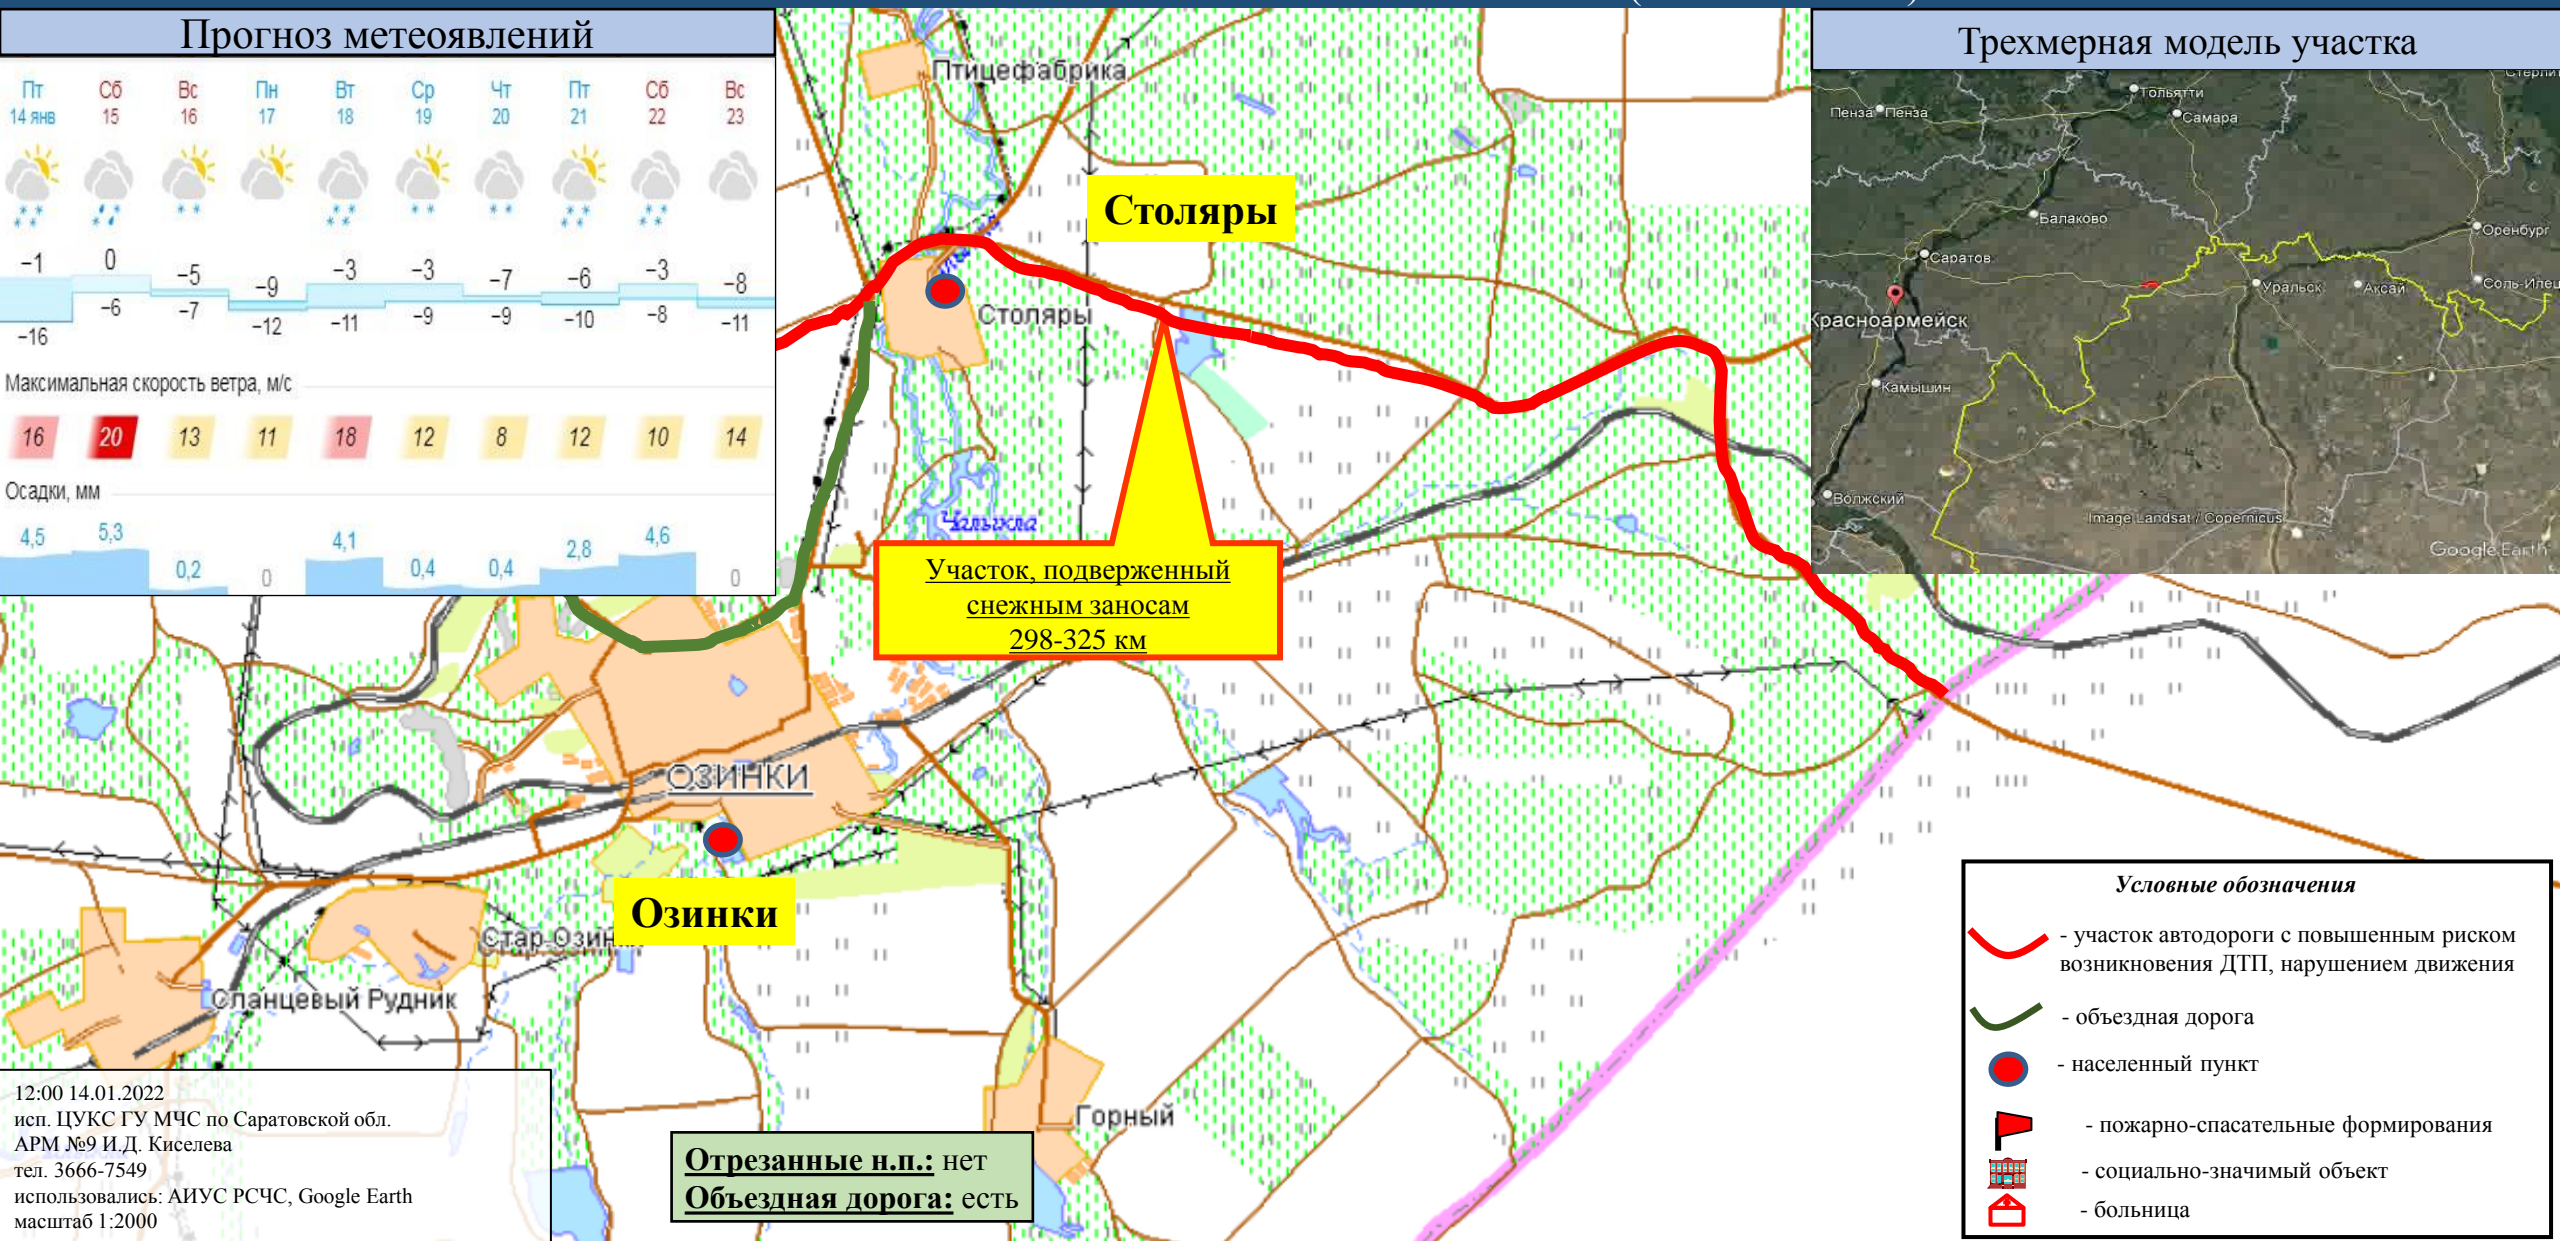 Прогноз метеоявлений
Пт Сб Вс Пн Вт Ср Чт Пт Сб Вс
14 янв 15 16 17 18 19 20 21 22 23
−1 0 −5 −9 −3 −3 −7 −6 −3 −8
−16 −6 −7 −12 −11 −9 −9 −10 −8 −11
Максимальная скорость ветра, м/с
16 20 13 11 18 12 8 12 10 14
Осадки, мм
4,5 5,3 0,2 0 4,1 0,4 0,4 2,8 4,6 0
Трехмерная модель участка
Пенза Пенза
Тольятти
Самара
Балаково
Саратов
Оренбург
Уральск
Аксай
Соль-Илец
Красноармейск
Камышин
Волжский
Image Landsat / Copernicus
Google Earth
Птицефабрика
Столяры
Столяры
Чалыкла
Участок, подверженный
снежным заносам
298-325 км
ОЗИНКИ
Озинки
Сланцевый Рудник
Горный
12:00 14.01.2022
исп. ЦУКС ГУ МЧС по Саратовской обл.
АРМ №9 И.Д. Киселева
тел. 3666-7549
использовались: АИУС РСЧС, Google Earth
масштаб 1:2000
Отрезанные н.п.: нет
Объездная дорога: есть
Условные обозначения
- участок автодороги с повышенным риском
возникновения ДТП, нарушением движения
- объездная дорога
- населенный пункт
- пожарно-спасательные формирования
- социально-значимый объект
- больница